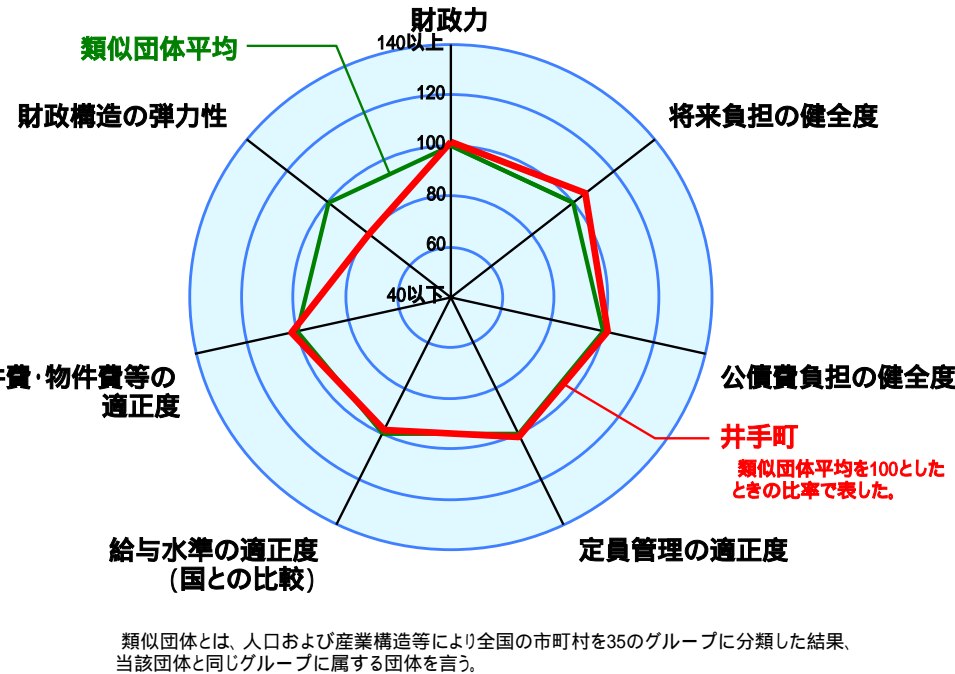 財政力
140以上
類似団体平均
120
財政構造の弾力性
将来負担の健全度
100
80
60
40以下
件費・物件費等の
適正度
公債費負担の健全度
井手町
類似団体平均を100とした
ときの比率で表した。
給与水準の適正度
(国との比較)
定員管理の適正度
類似団体とは、人口および産業構造等により全国の市町村を35のグループに分類した結果、
当該団体と同じグループに属する団体を言う。